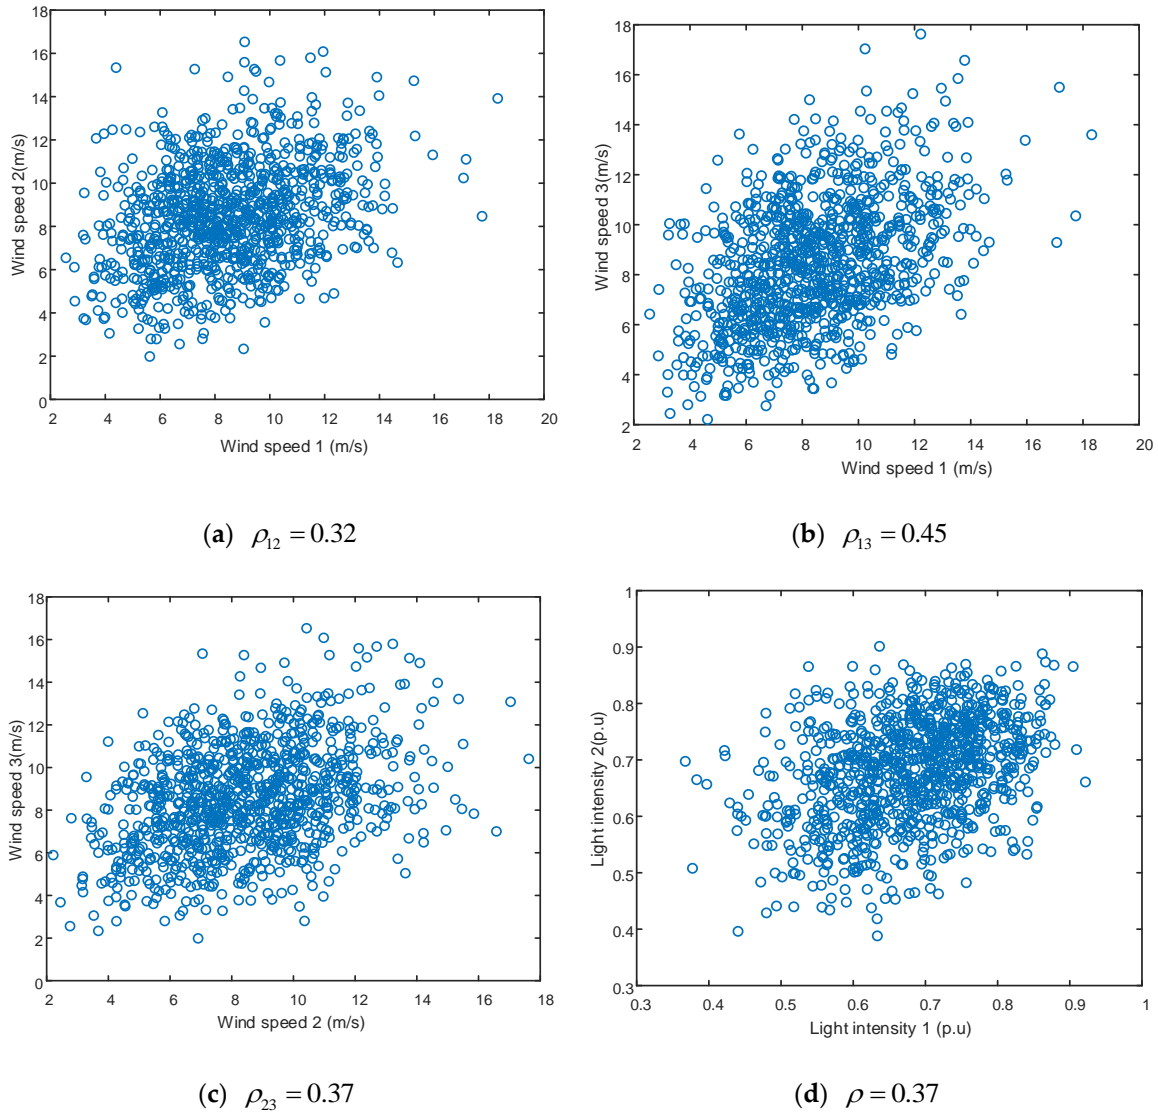 18
16
14
12
10
8
6
4
2
0
Wind speed 2(m/s)
2 4 6 8 10 12 14 16 18 20
Wind speed 1 (m/s)
(a) ρ12 = 0.32
18
16
14
12
10
8
6
4
2
Wind speed 3(m/s)
2 4 6 8 10 12 14 16 18 20
Wind speed 1 (m/s)
(b) ρ13 = 0.45
18
16
14
12
10
8
6
4
2
0
Wind speed 3(m/s)
2 4 6 8 10 12 14 16 18
Wind speed 2 (m/s)
(c) ρ23 = 0.37
1
0.9
0.8
0.7
0.6
0.5
0.4
0.3
Light intensity 2(p.u)
0.3 0.4 0.5 0.6 0.7 0.8 0.9 1
Light intensity 1 (p.u)
(d) ρ = 0.37